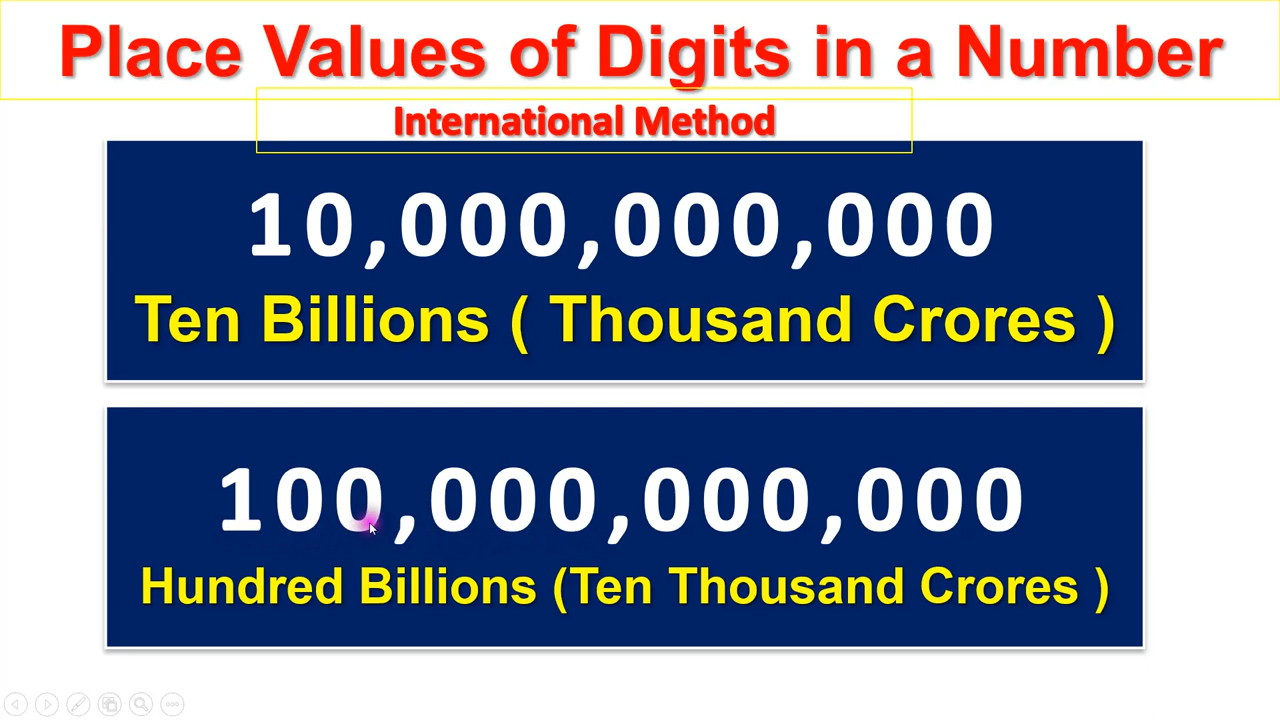 Place Values of Digits in a Number
International Method
10,000,000,000
Ten Billions ( Thousand Crores )
100,000,000,000
Hundred Billions (Ten Thousand Crores )